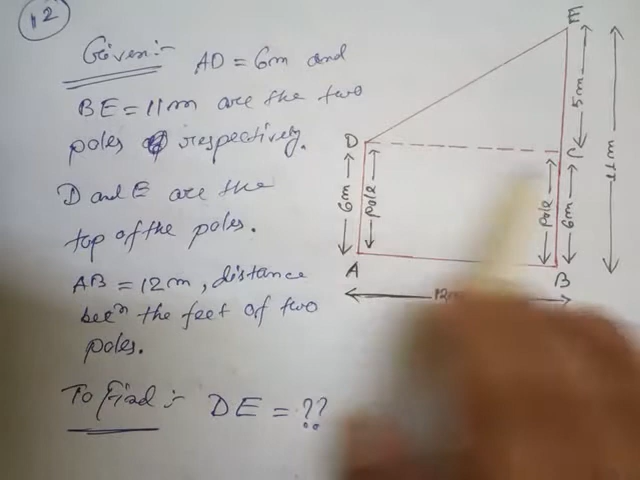 12
Given:- AD = 6m and
BE = 11m are the two
poles respectively.
D and E are the
top of the poles.
AB = 12m, distance
betⁿ the feet of two
poles.
To Find :- DE = ??
E
5m
11m
D
C
6m
pole
pole
6m
A
B